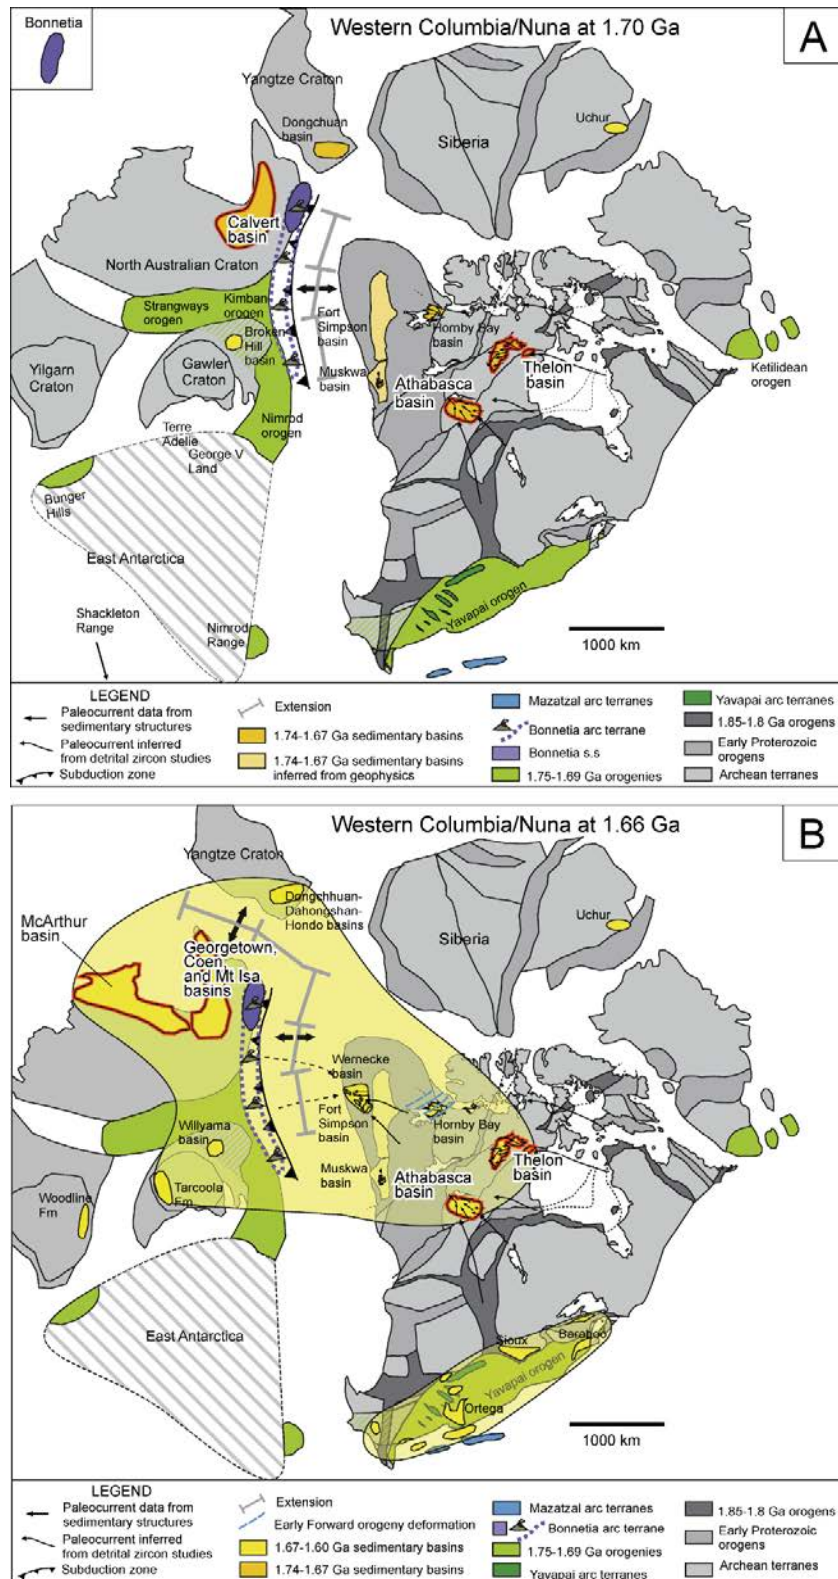 Bonnetia
Western Columbia/Nuna at 1.70 Ga
A
Yangtze Craton
Dongchuan
basin
Siberia
Uchur
Calvert
basin
North Australian Craton
Strangways
orogen
Kimban
orogen
Broken
Hill
basin
Fort
Simpson
basin
Hornby Bay
basin
Muskwa
basin
Athabasca
basin
Thelon
basin
Ketilidean
orogen
Yilgarn
Craton
Gawler
Craton
Nimrod
orogen
Terre
Adelie
George V
Land
Bunger
Hills
East Antarctica
Shackleton
Range
Nimrod
Range
Yavapai orogen
1000 km
LEGEND
Paleocurrent data from
sedimentary structures
Paleocurrent inferred
from detrital zircon studies
Subduction zone
Extension
1.74-1.67 Ga sedimentary basins
1.74-1.67 Ga sedimentary basins
inferred from geophysics
Mazatzal arc terranes
Bonnetia arc terrane
Bonnetia s.s
1.75-1.69 Ga orogenies
Yavapai arc terranes
1.85-1.8 Ga orogens
Early Proterozoic
orogens
Archean terranes
Western Columbia/Nuna at 1.66 Ga
B
Yangtze Craton
Dongchhuan-
Dahongshan-
Hondo basins
McArthur
basin
Georgetown,
Coen,
and Mt Isa
basins
Siberia
Uchur
Wernecke
basin
Fort
Simpson
basin
Hornby Bay
basin
Muskwa
basin
Athabasca
basin
Thelon
basin
Willyama
basin
Tarcoola
Fm
Woodline
Fm
East Antarctica
Sioux
Baraboo
Yavapai orogen
Ortega
1000 km
LEGEND
Paleocurrent data from
sedimentary structures
Paleocurrent inferred
from detrital zircon studies
Subduction zone
Extension
Early Forward orogeny deformation
1.67-1.60 Ga sedimentary basins
1.74-1.67 Ga sedimentary basins
Mazatzal arc terranes
Bonnetia arc terrane
1.75-1.69 Ga orogenies
Yavapai arc terranes
1.85-1.8 Ga orogens
Early Proterozoic
orogens
Archean terranes